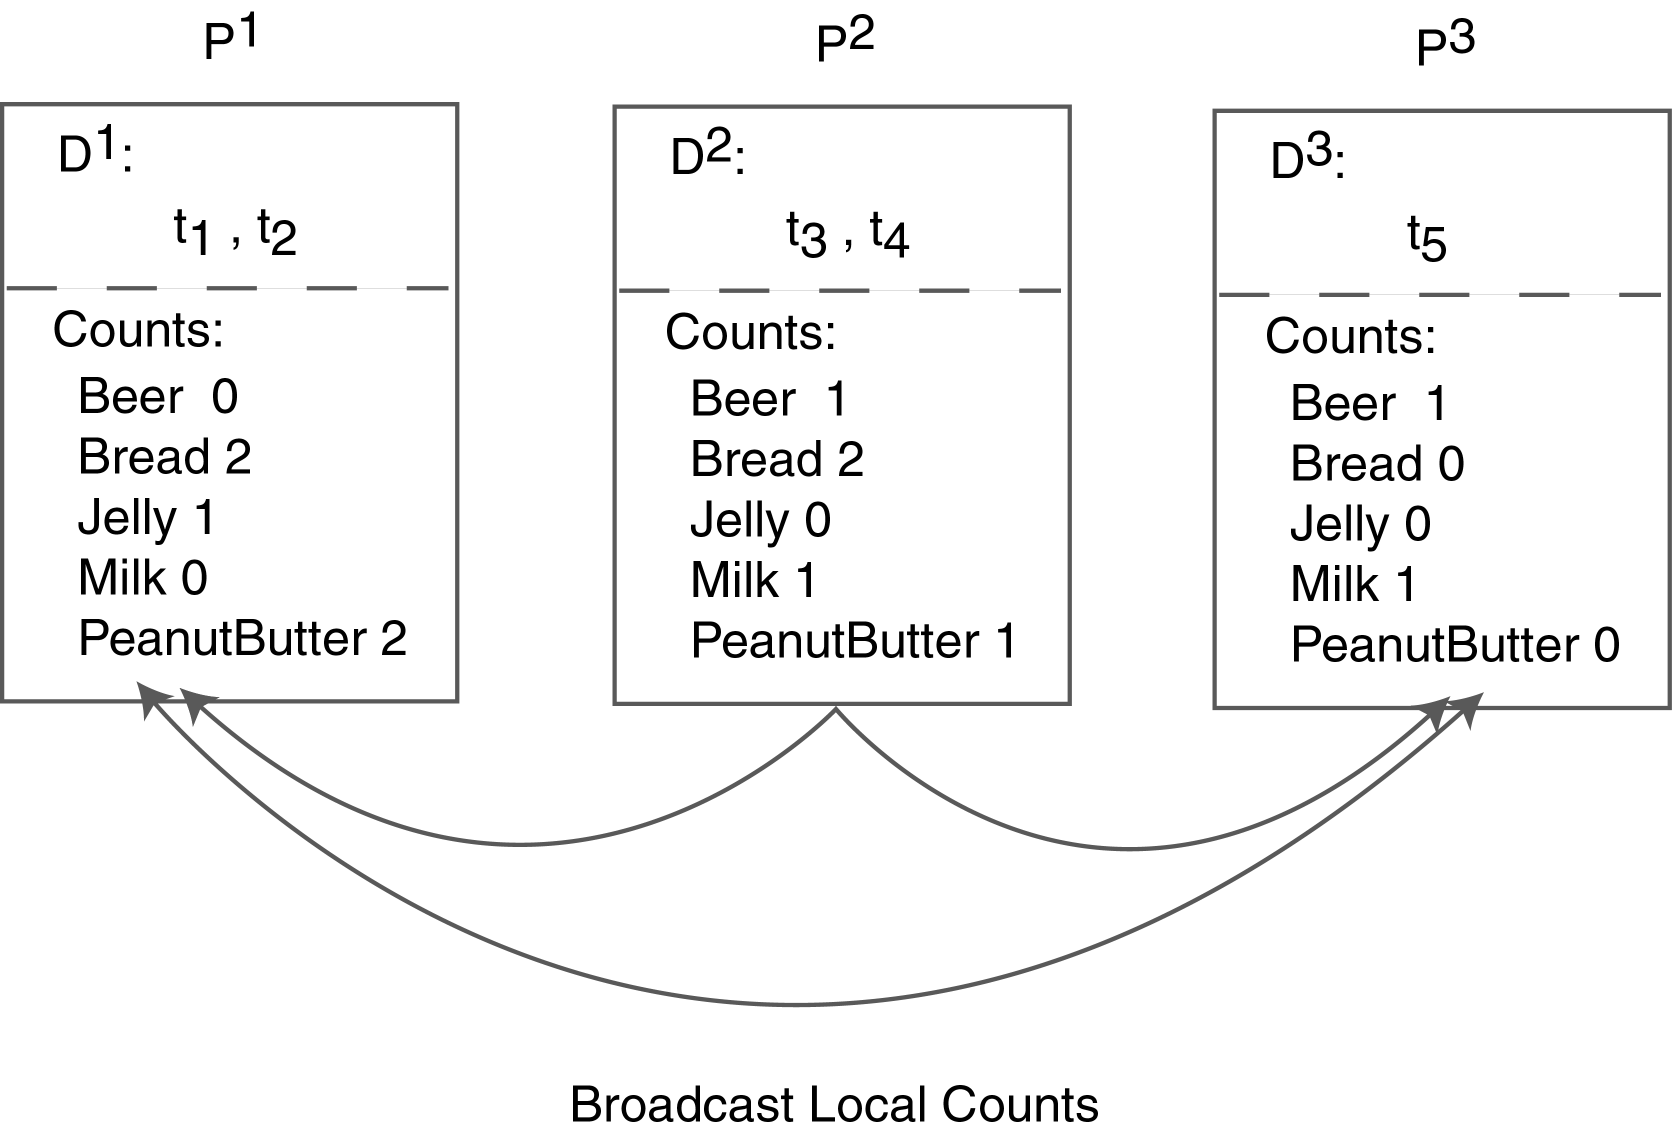 P1
D1:
t1 , t2
Counts:
Beer 0
Bread 2
Jelly 1
Milk 0
PeanutButter 2
P2
D2:
t3 , t4
Counts:
Beer 1
Bread 2
Jelly 0
Milk 1
PeanutButter 1
P3
D3:
t5
Counts:
Beer 1
Bread 0
Jelly 0
Milk 1
PeanutButter 0
Broadcast Local Counts